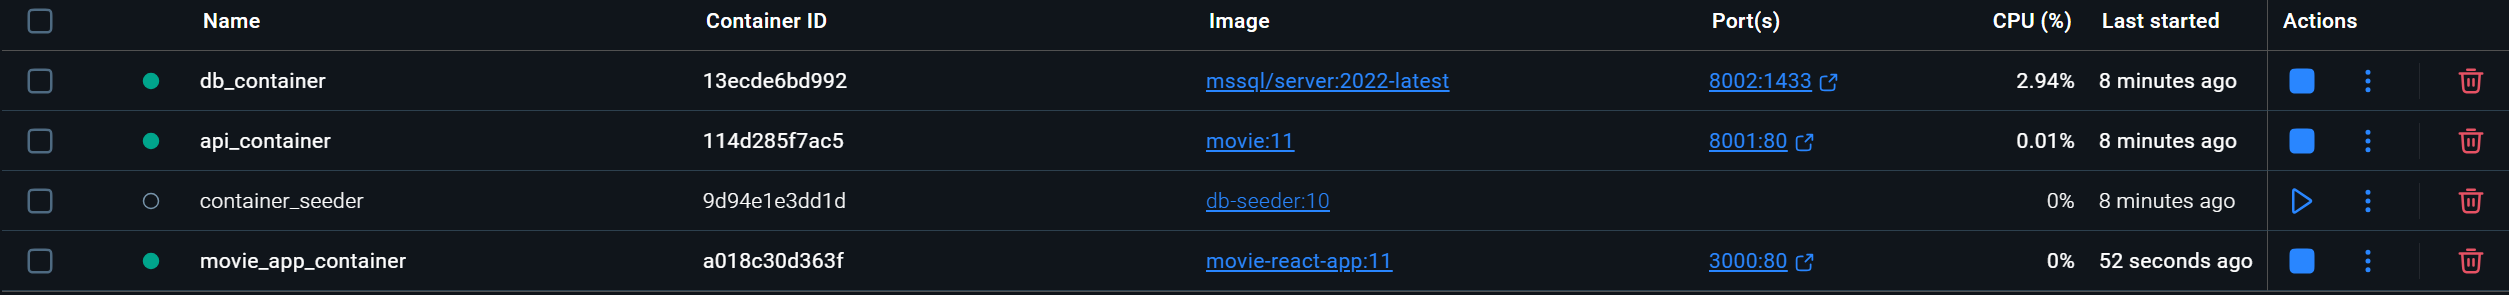 Name Container ID Image Port(s) CPU (%) Last started Actions
db_container 13ecde6bd992 mssql/server:2022-latest 8002:1433 2.94% 8 minutes ago
api_container 114d285f7ac5 movie:11 8001:80 0.01% 8 minutes ago
container_seeder 9d94e1e3dd1d db-seeder:10 0% 8 minutes ago
movie_app_container a018c30d363f movie-react-app:11 3000:80 0% 52 seconds ago